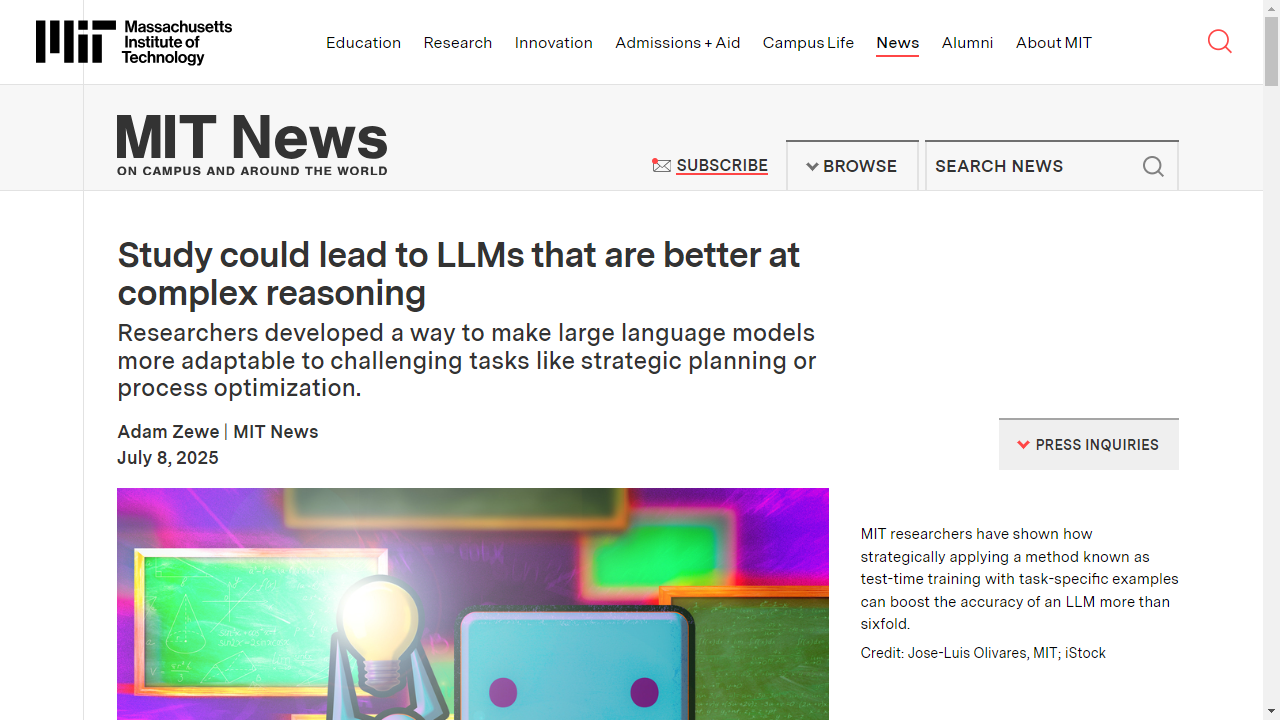 Massachusetts
Institute of
Technology
Education
Research
Innovation
Admissions + Aid
Campus Life
News
Alumni
About MIT
MIT News
ON CAMPUS AND AROUND THE WORLD
SUBSCRIBE
BROWSE
SEARCH NEWS
Study could lead to LLMs that are better at
complex reasoning
Researchers developed a way to make large language models
more adaptable to challenging tasks like strategic planning or
process optimization.
Adam Zewe | MIT News
July 8, 2025
PRESS INQUIRIES
MIT researchers have shown how
strategically applying a method known as
test-time training with task-specific examples
can boost the accuracy of an LLM more than
sixfold.
Credit: Jose-Luis Olivares, MIT; iStock